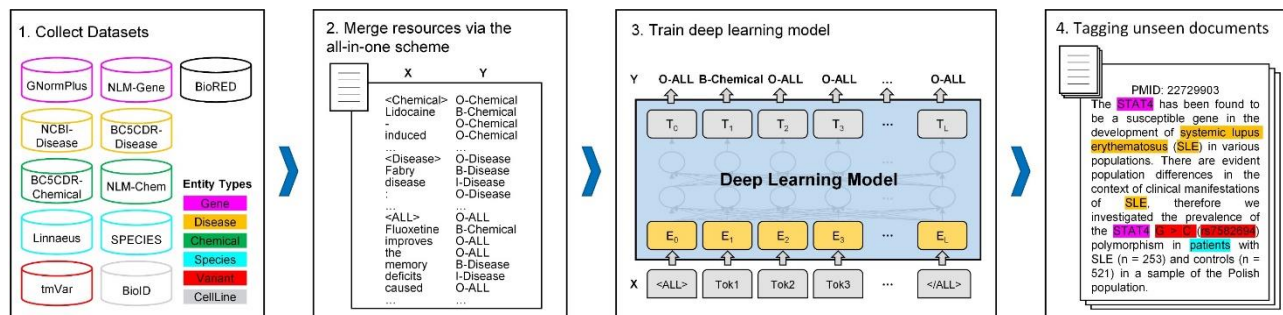 1. Collect Datasets
GNormPlus
NLM-Gene
BioRED
NCBI-
Disease
BC5CDR-
Disease
BC5CDR-
Chemical
NLM-Chem
Linnaeus
SPECIES
tmVar
BioID
Entity Types
Gene
Disease
Chemical
Species
Variant
CellLine
2. Merge resources via the
all-in-one scheme
X Y
<Chemical> O-Chemical
Lidocaine B-Chemical
- O-Chemical
induced O-Chemical
... ...
<Disease> O-Disease
Fabry B-Disease
disease I-Disease
: O-Disease
... ...
<ALL> O-ALL
Fluoxetine B-Chemical
improves O-ALL
the O-ALL
memory B-Disease
deficits I-Disease
caused O-ALL
... ...
3. Train deep learning model
Y O-ALL B-Chemical O-ALL O-ALL ... O-ALL
T0 T1 T2 T3 ... TL
Deep Learning Model
E0 E1 E2 E3 ... EL
X <ALL> Tok1 Tok2 Tok3 ... </ALL>
4. Tagging unseen documents
PMID: 22729903
The STAT4 has been found to
be a susceptible gene in the
development of systemic lupus
erythematosus (SLE) in various
populations. There are evident
population differences in the
context of clinical manifestations
of SLE, therefore we
investigated the prevalence of
the STAT4 G > C (rs7582694)
polymorphism in patients with
SLE (n = 253) and controls (n =
521) in a sample of the Polish
population.